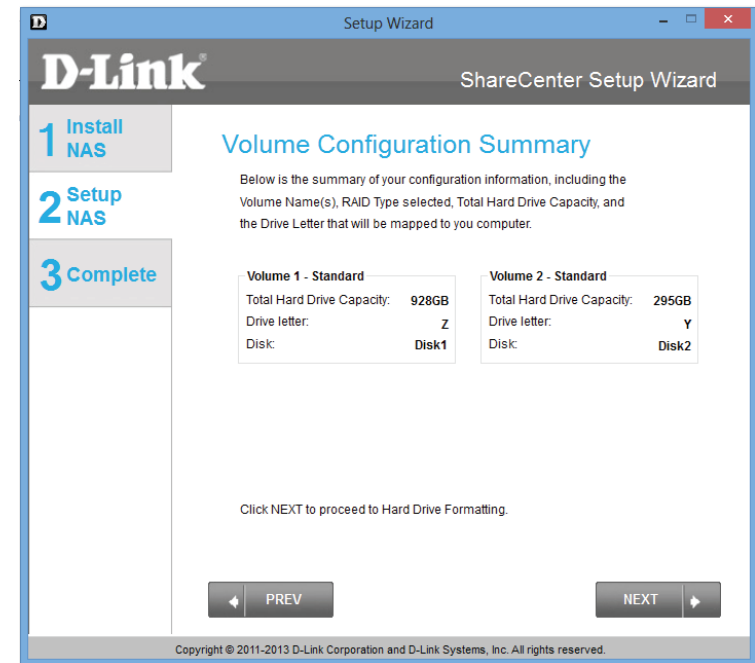 Setup Wizard
D-Link®
ShareCenter Setup Wizard
1 Install
NAS
2 Setup
NAS
3 Complete
Volume Configuration Summary
Below is the summary of your configuration information, including the
Volume Name(s), RAID Type selected, Total Hard Drive Capacity, and
the Drive Letter that will be mapped to you computer.
Volume 1 - Standard
Total Hard Drive Capacity: 928GB
Drive letter: Z
Disk: Disk1
Volume 2 - Standard
Total Hard Drive Capacity: 295GB
Drive letter: Y
Disk: Disk2
Click NEXT to proceed to Hard Drive Formatting.
PREV
NEXT
Copyright © 2011-2013 D-Link Corporation and D-Link Systems, Inc. All rights reserved.